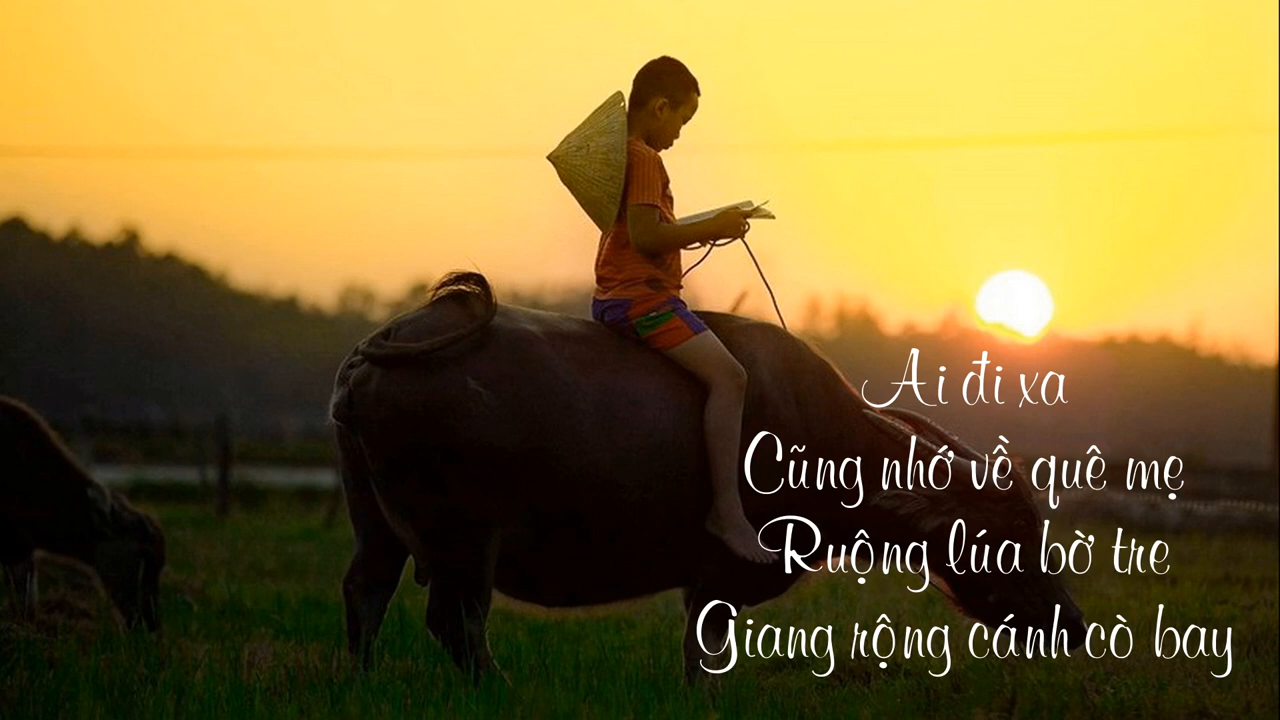 Ai đi xa
Cũng nhớ về quê mẹ
Ruộng lúa bờ tre
Giang rộng cánh cò bay